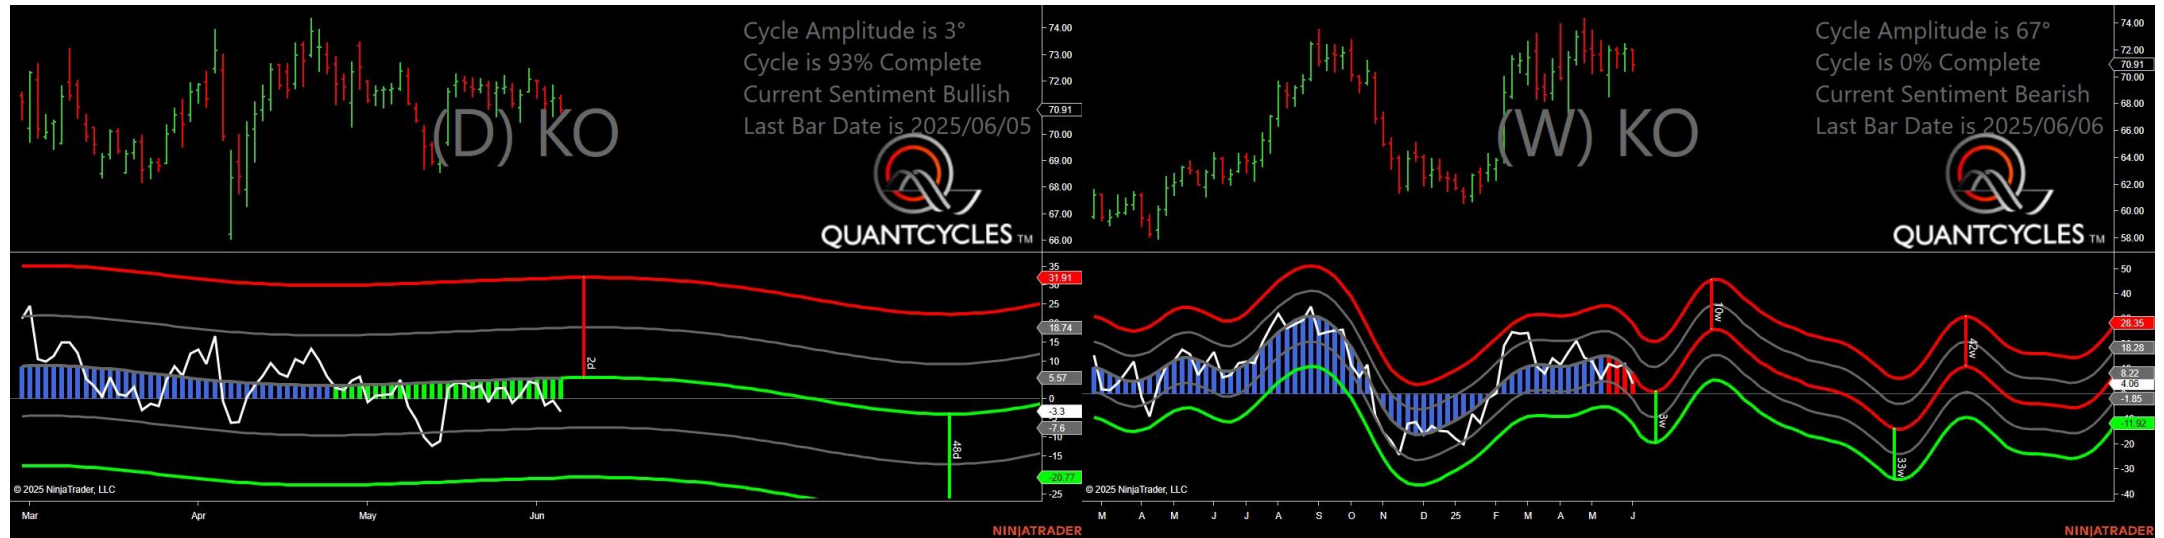 Cycle Amplitude is 3°
Cycle is 93% Complete
Current Sentiment Bullish
Last Bar Date is 2025/06/05
(D) KO
QUANTCYCLES TM
74.00
73.00
72.00
70.91
70.00
69.00
68.00
67.00
66.00
35
31.91
30
25
18.74
15
10
5.57
0
-3.3
-7.6
-10
-15
-20.77
-25
2d
48d
© 2025 NinjaTrader, LLC
Mar Apr May Jun
NINJATRADER
Cycle Amplitude is 67°
Cycle is 0% Complete
Current Sentiment Bearish
Last Bar Date is 2025/06/06
(W) KO
QUANTCYCLES TM
74.00
72.00
70.91
70.00
68.00
66.00
64.00
62.00
60.00
58.00
50
40
28.35
18.28
8.22
4.06
-1.85
-11.92
-20
-30
-40
10w
42w
3w
33w
© 2025 NinjaTrader, LLC
M A M J J A S O N D 25 F M A M J
NINJATRADER